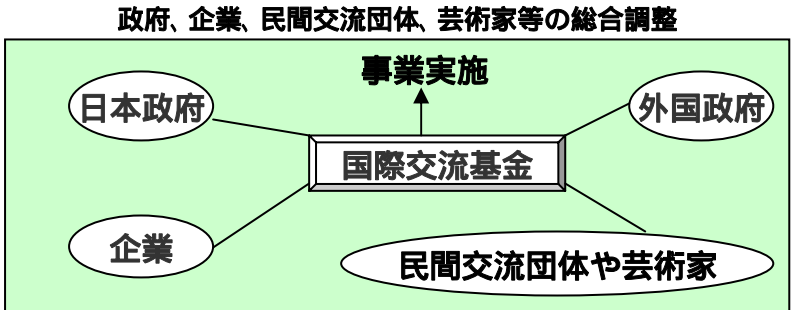 政府、企業、民間交流団体、芸術家等の総合調整
事業実施
日本政府
外国政府
国際交流基金
企業
民間交流団体や芸術家